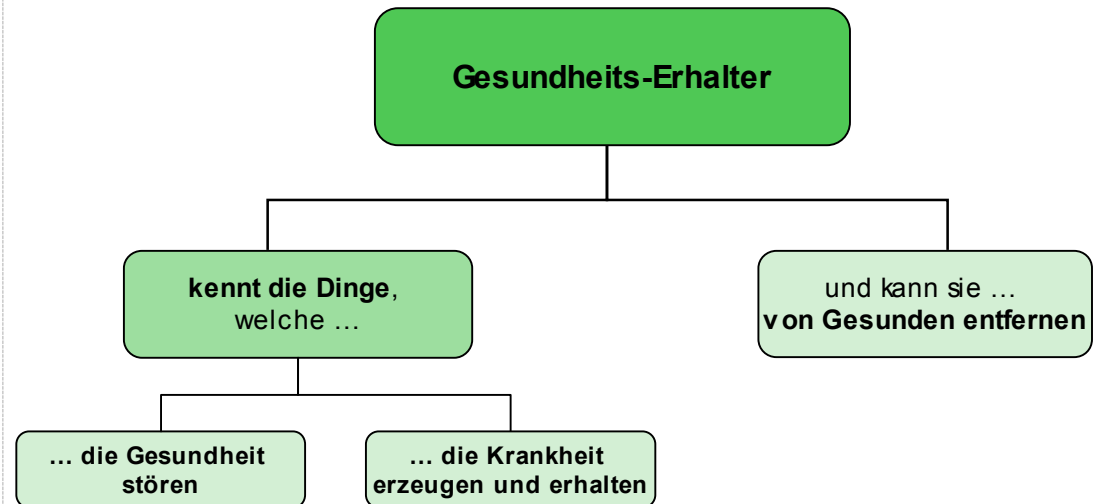 Gesundheits-Erhalter
kennt die Dinge,
welche …
und kann sie …
von Gesunden entfernen
… die Gesundheit
stören
… die Krankheit
erzeugen und erhalten